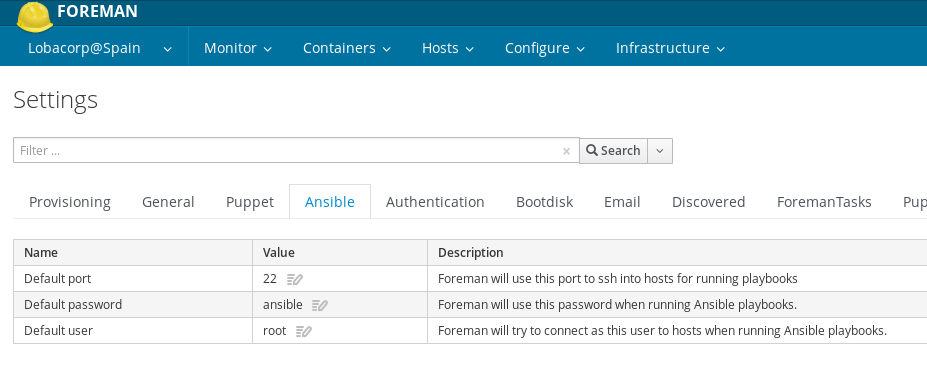 FOREMAN
Lobacorp@Spain Monitor Containers Hosts Configure Infrastructure
Settings
Filter ... × Search
Provisioning General Puppet Ansible Authentication Bootdisk Email Discovered ForemanTasks Pup
Name Value Description
Default port 22 Foreman will use this port to ssh into hosts for running playbooks
Default password ansible Foreman will use this password when running Ansible playbooks.
Default user root Foreman will try to connect as this user to hosts when running Ansible playbooks.